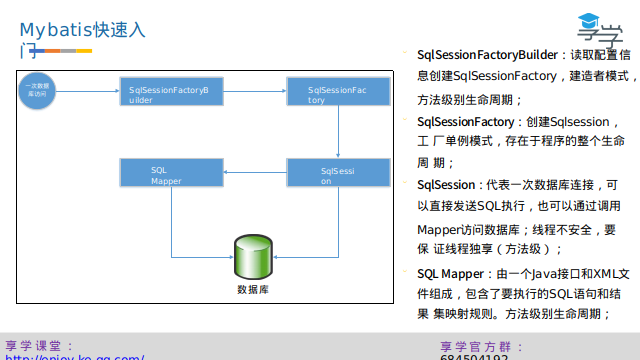 Mybatis快速入
门
享学
一次数据
库访问
SqlSessionFactoryB
uilder
SqlSessionFac
tory
SQL
Mapper
SqlSessi
on
数据库
SqlSessionFactoryBuilder：读取配置信
息创建SqlSessionFactory，建造者模式，
方法级别生命周期；
SqlSessionFactory：创建Sqlsession，
工 厂单例模式，存在于程序的整个生命
周 期；
SqlSession：代表一次数据库连接，可
以直接发送SQL执行，也可以通过调用
Mapper访问数据库；线程不安全，要
保 证线程独享（方法级）；
SQL Mapper：由一个Java接口和XML文
件组成，包含了要执行的SQL语句和结
果 集映射规则。方法级别生命周期；
享学课堂：
http://enjoy.ke.qq.com/
享学官方群：
684504192